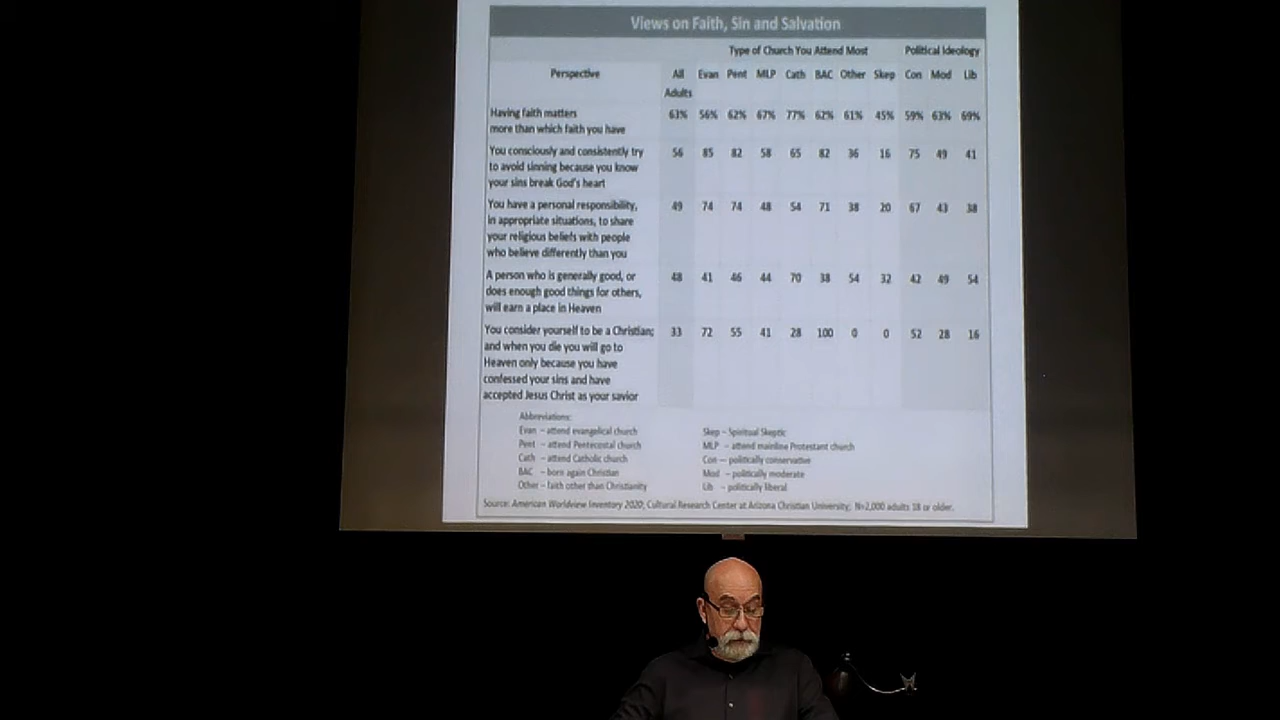 Views on Faith, Sin and Salvation
Type of Church You Attend Most Political Ideology
Perspective All Evan Pent MLP Cath BAC Other Skep Con Mod Lib
Adults
Having faith matters 63% 56% 62% 67% 77% 62% 61% 45% 59% 63% 69%
more than which faith you have
You consciously and consistently try 56 85 82 58 65 82 36 16 75 49 41
to avoid sinning because you know
your sins break God's heart
You have a personal responsibility, 49 74 74 48 54 71 38 20 67 43 38
in appropriate situations, to share
your religious beliefs with people
who believe differently than you
A person who is generally good, or 48 41 46 44 70 38 54 32 42 49 54
does enough good things for others,
will earn a place in Heaven
You consider yourself to be a Christian; 33 72 55 41 28 100 0 0 52 28 16
and when you die you will go to
Heaven only because you have
confessed your sins and have
accepted Jesus Christ as your savior
Abbreviations:
Evan – attend evangelical church Skep – Spiritual Skeptic
Pent – attend Pentecostal church MLP – attend mainline Protestant church
Cath – attend Catholic church Con – politically conservative
BAC – born again Christian Mod – politically moderate
Other – faith other than Christianity Lib – politically liberal
Source: American Worldview Inventory 2020, Cultural Research Center at Arizona Christian University; N=2,000 adults 18 or older.